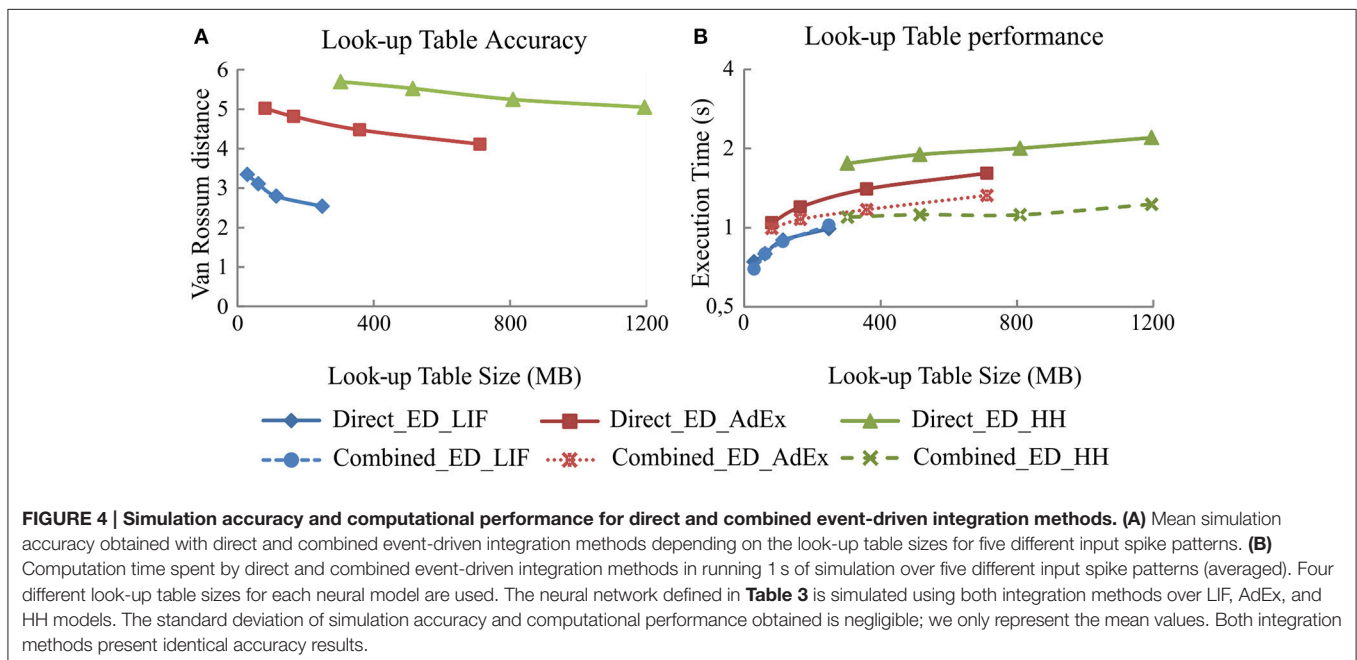 A
Look-up Table Accuracy
Van Rossum distance
6
5
4
3
2
1
0
0 400 800 1200
Look-up Table Size (MB)
B
Look-up Table performance
Execution Time (s)
4
2
1
0,5
0 400 800 1200
Look-up Table Size (MB)
Direct_ED_LIF Direct_ED_AdEx Direct_ED_HH
Combined_ED_LIF Combined_ED_AdEx Combined_ED_HH
FIGURE 4 | Simulation accuracy and computational performance for direct and combined event-driven integration methods. (A) Mean simulation
accuracy obtained with direct and combined event-driven integration methods depending on the look-up table sizes for five different input spike patterns. (B)
Computation time spent by direct and combined event-driven integration methods in running 1 s of simulation over five different input spike patterns (averaged). Four
different look-up table sizes for each neural model are used. The neural network defined in Table 3 is simulated using both integration methods over LIF, AdEx, and
HH models. The standard deviation of simulation accuracy and computational performance obtained is negligible; we only represent the mean values. Both integration
methods present identical accuracy results.